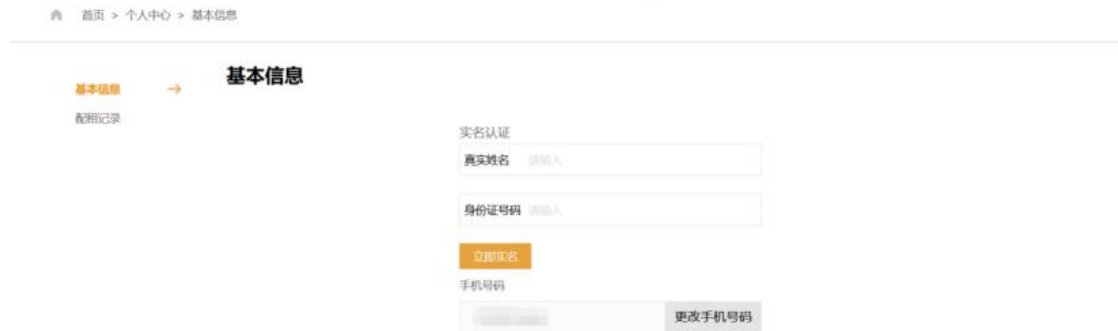 首页 > 个人中心 > 基本信息
基本信息 →
基本信息
配租记录
实名认证
真实姓名 请输入
身份证号码 请输入
立即实名
手机号码
更改手机号码